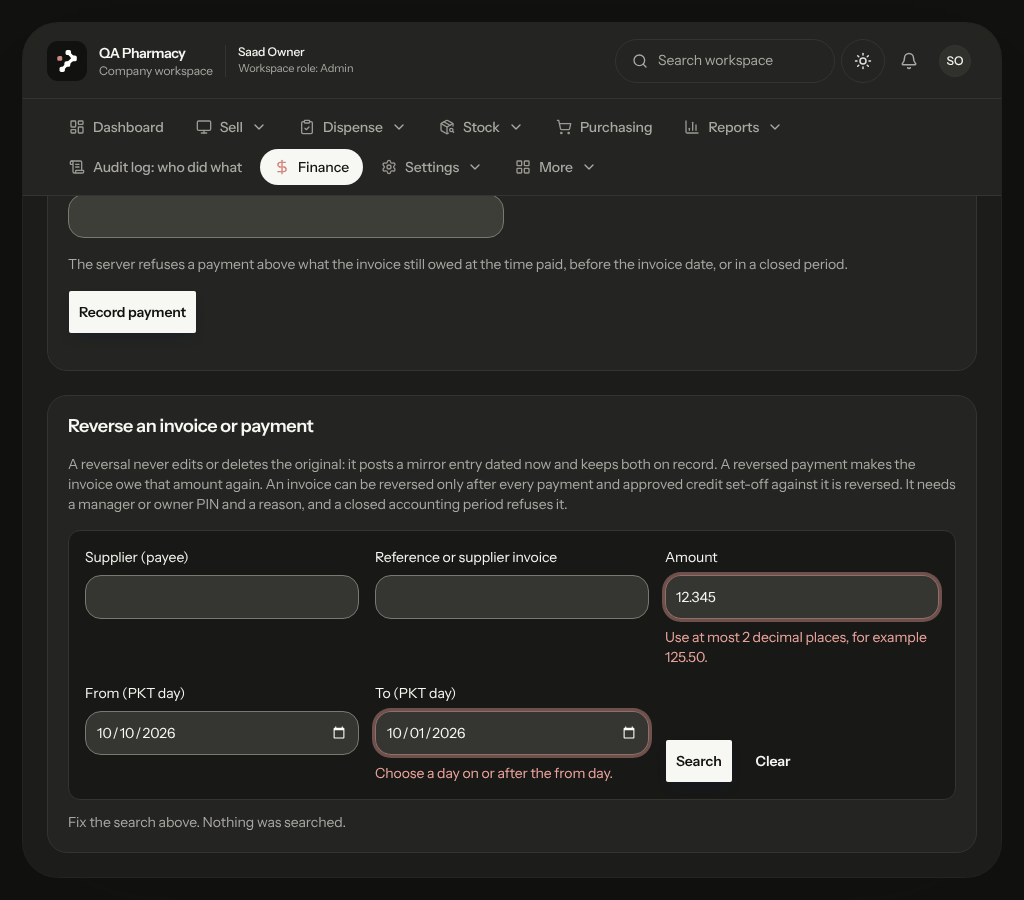 QA Pharmacy
Company workspace
Saad Owner
Workspace role: Admin
Search workspace
SO
Dashboard
Sell
Dispense
Stock
Purchasing
Reports
Audit log: who did what
Finance
Settings
More
The server refuses a payment above what the invoice still owed at the time paid, before the invoice date, or in a closed period.
Record payment
Reverse an invoice or payment
A reversal never edits or deletes the original: it posts a mirror entry dated now and keeps both on record. A reversed payment makes the
invoice owe that amount again. An invoice can be reversed only after every payment and approved credit set-off against it is reversed. It needs
a manager or owner PIN and a reason, and a closed accounting period refuses it.
Supplier (payee)
Reference or supplier invoice
Amount
12.345
Use at most 2 decimal places, for example
125.50.
From (PKT day)
To (PKT day)
10/10/2026
10/01/2026
Choose a day on or after the from day.
Search
Clear
Fix the search above. Nothing was searched.